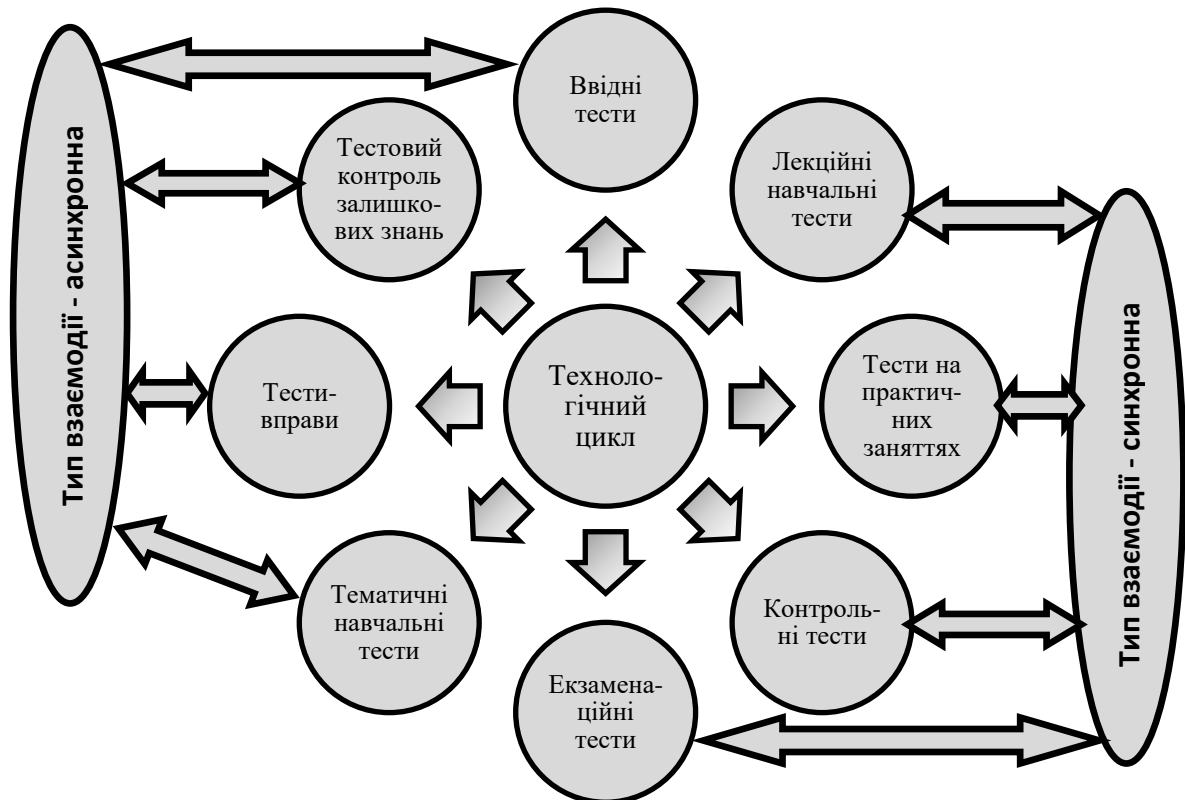 Ввідні
тести
Тестовий
контроль
залишко-
вих знань
Лекційні
навчальні
тести
Тип взаємодії - асинхронна
Тести-
вправи
Техноло-
гічний
цикл
Тести на
практич-
них
заняттях
Тип взаємодії - синхронна
Тематичні
навчальні
тести
Контроль-
ні тести
Екзамена-
ційні
тести